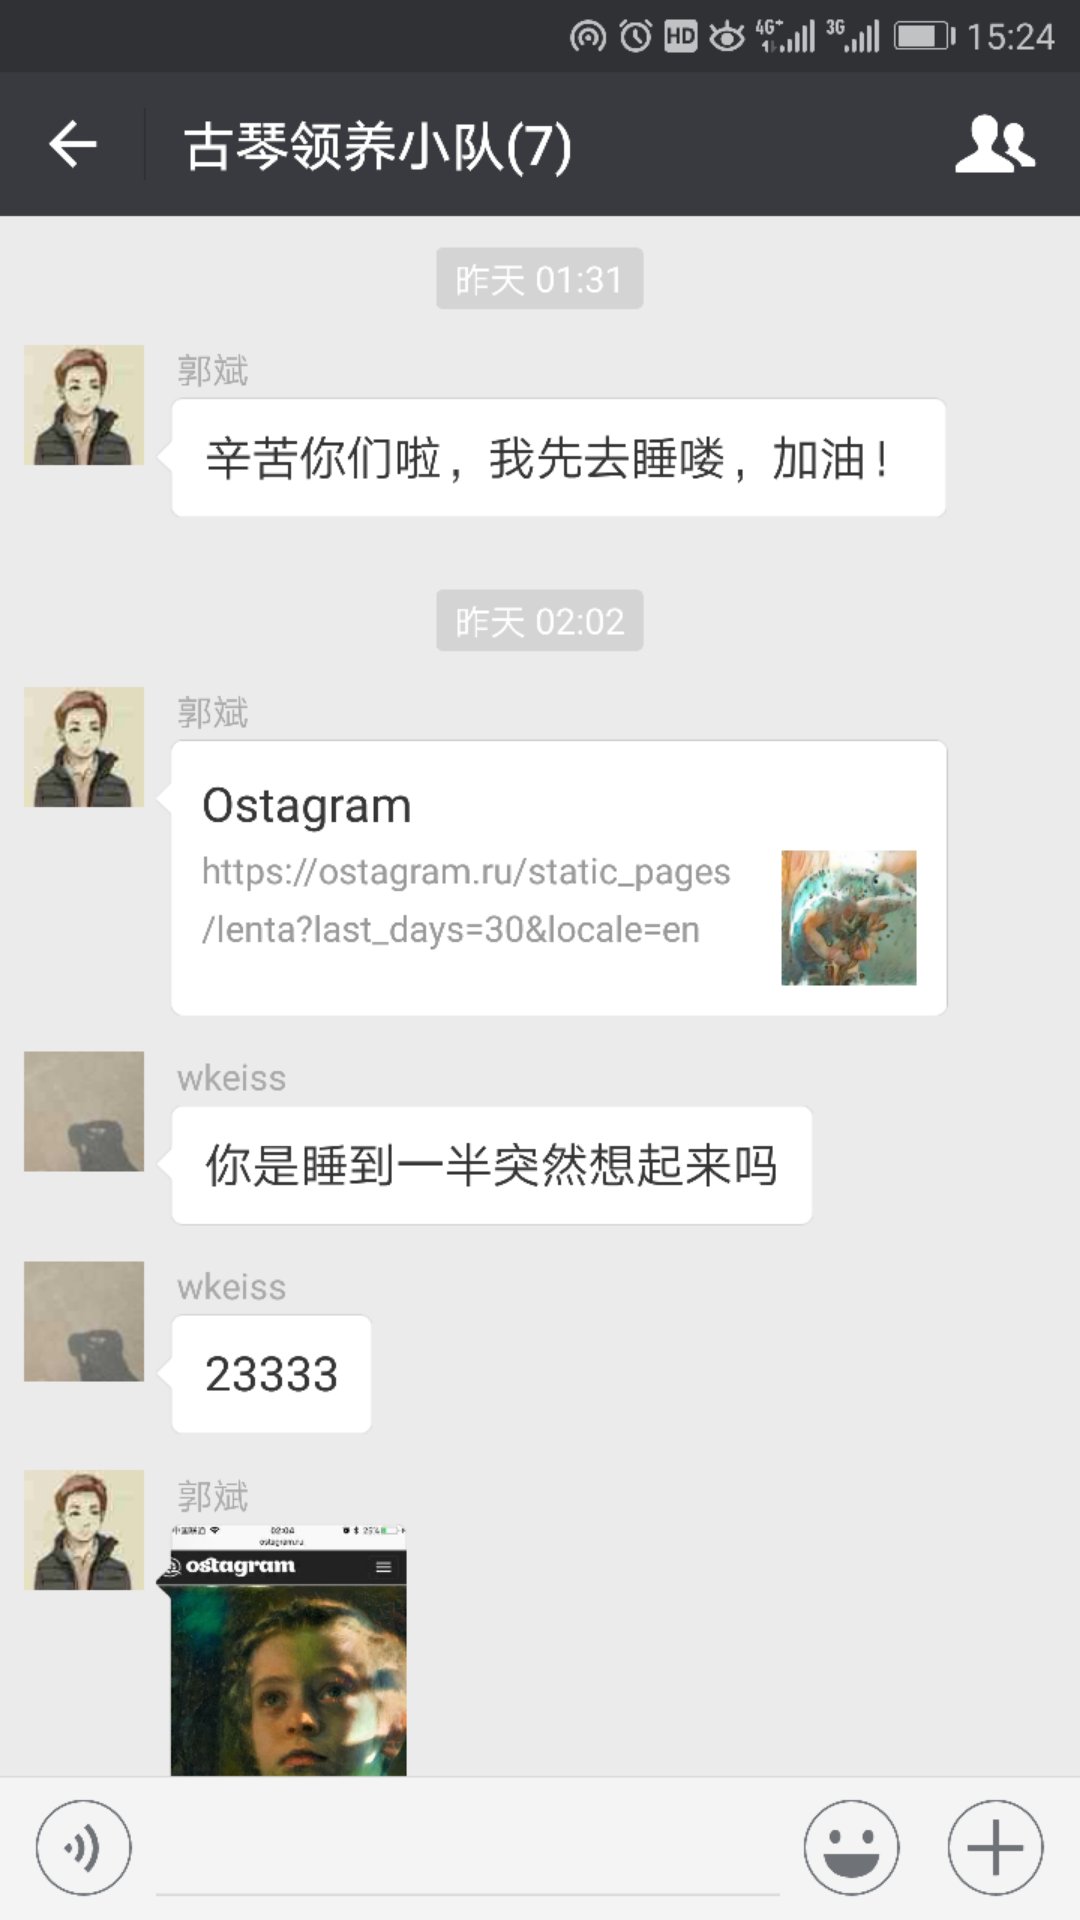 HD 4G+ 3G 15:24
古琴领养小队(7)
昨天 01:31
郭斌
辛苦你们啦，我先去睡喽，加油！
昨天 02:02
郭斌
Ostagram
https://ostagram.ru/static_pages
/lenta?last_days=30&locale=en
wkeiss
你是睡到一半突然想起来吗
wkeiss
23333
郭斌
中国移动 02:04 25%
ostagram.ru
ostagram